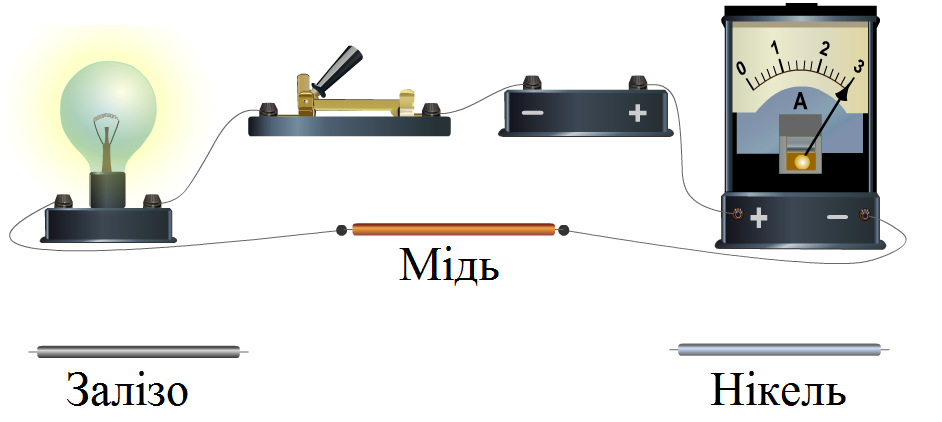 0 1 2 3
A
− +
+ −
Мідь
Залізо
Нікель